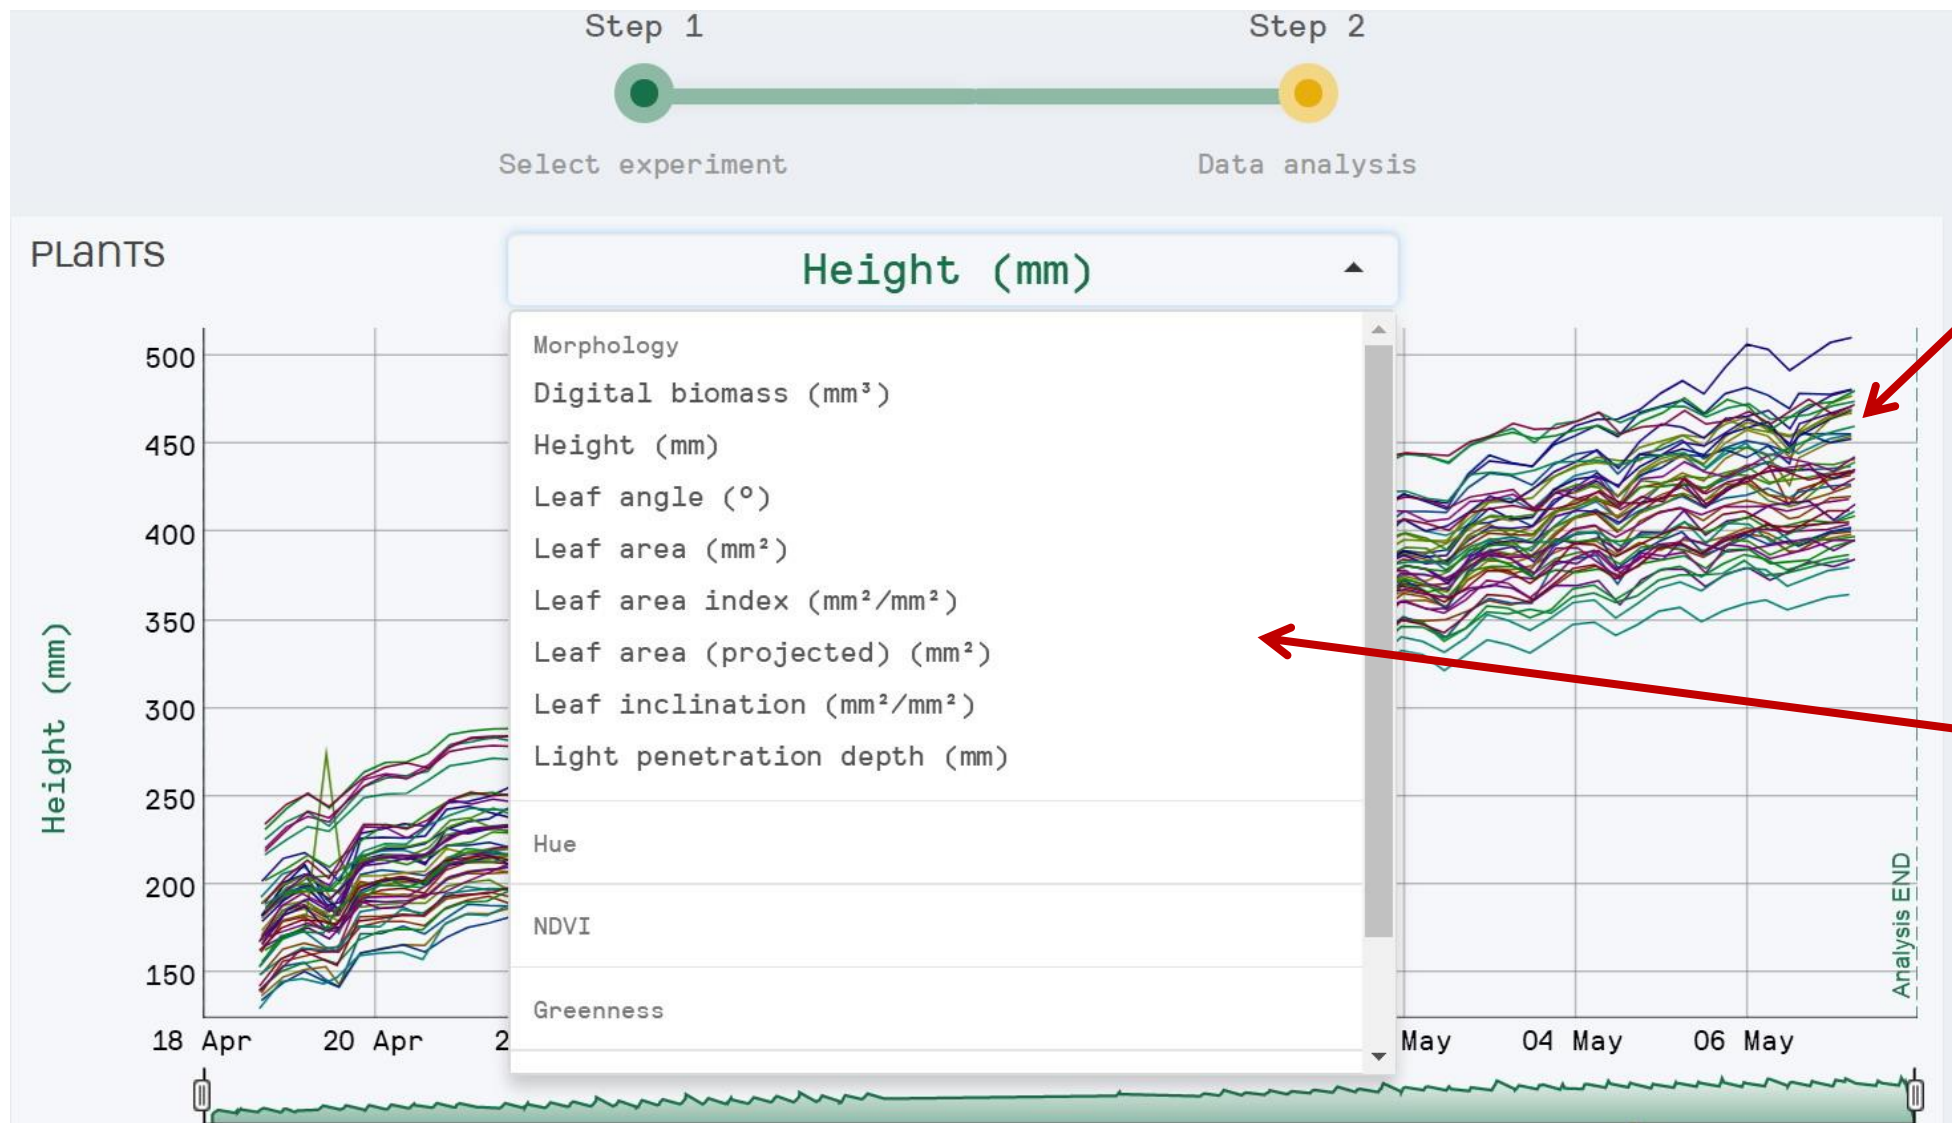 Step 1
Step 2
Select experiment
Data analysis
PLANTS
Height (mm)
Morphology
Digital biomass (mm³)
Height (mm)
Leaf angle (º)
Leaf area (mm²)
Leaf area index (mm²/mm²)
Leaf area (projected) (mm²)
Leaf inclination (mm²/mm²)
Light penetration depth (mm)
Hue
NDVI
Greenness
Height (mm)
500
450
400
350
300
250
200
150
18 Apr
20 Apr
2
May
04 May
06 May
Analysis END